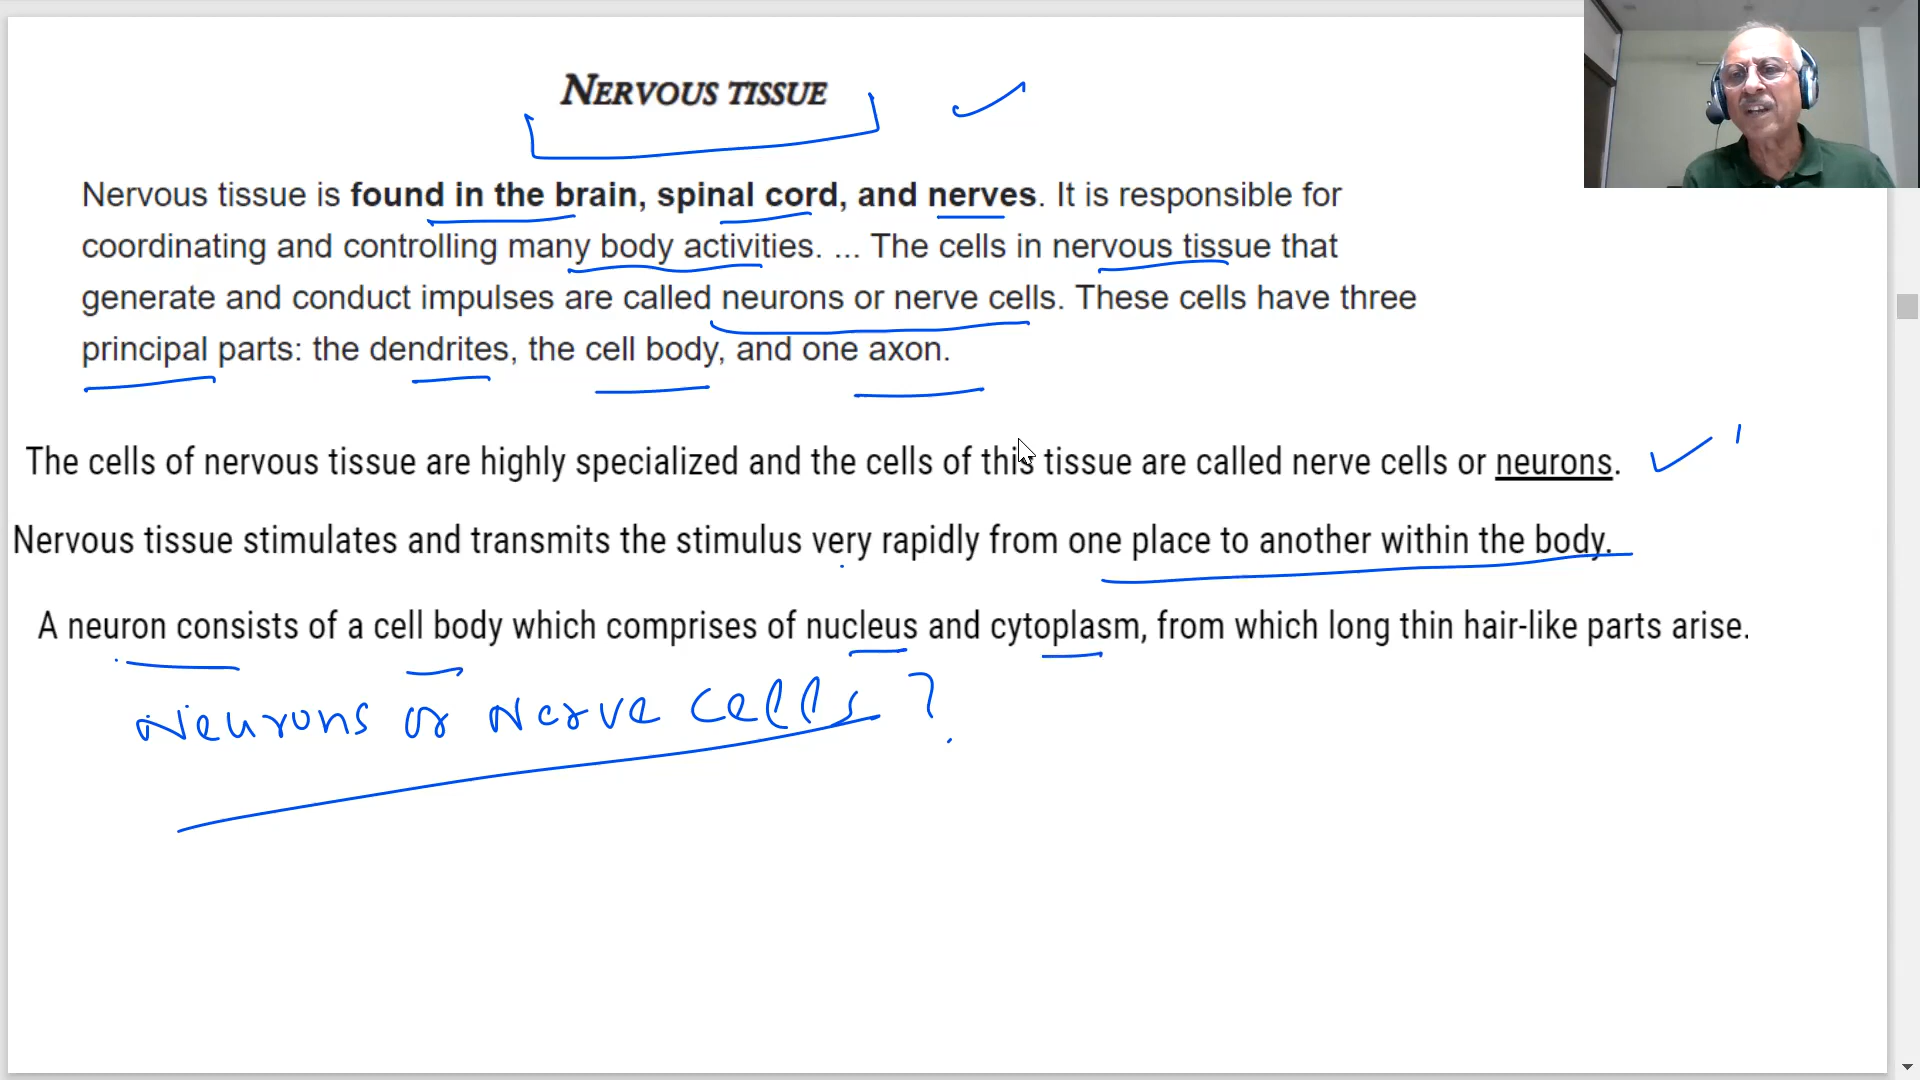 NERVOUS TISSUE
Nervous tissue is found in the brain, spinal cord, and nerves. It is responsible for
coordinating and controlling many body activities. ... The cells in nervous tissue that
generate and conduct impulses are called neurons or nerve cells. These cells have three
principal parts: the dendrites, the cell body, and one axon.
The cells of nervous tissue are highly specialized and the cells of this tissue are called nerve cells or neurons.
Nervous tissue stimulates and transmits the stimulus very rapidly from one place to another within the body.
A neuron consists of a cell body which comprises of nucleus and cytoplasm, from which long thin hair-like parts arise.
Neurons or Nerve Cells ?